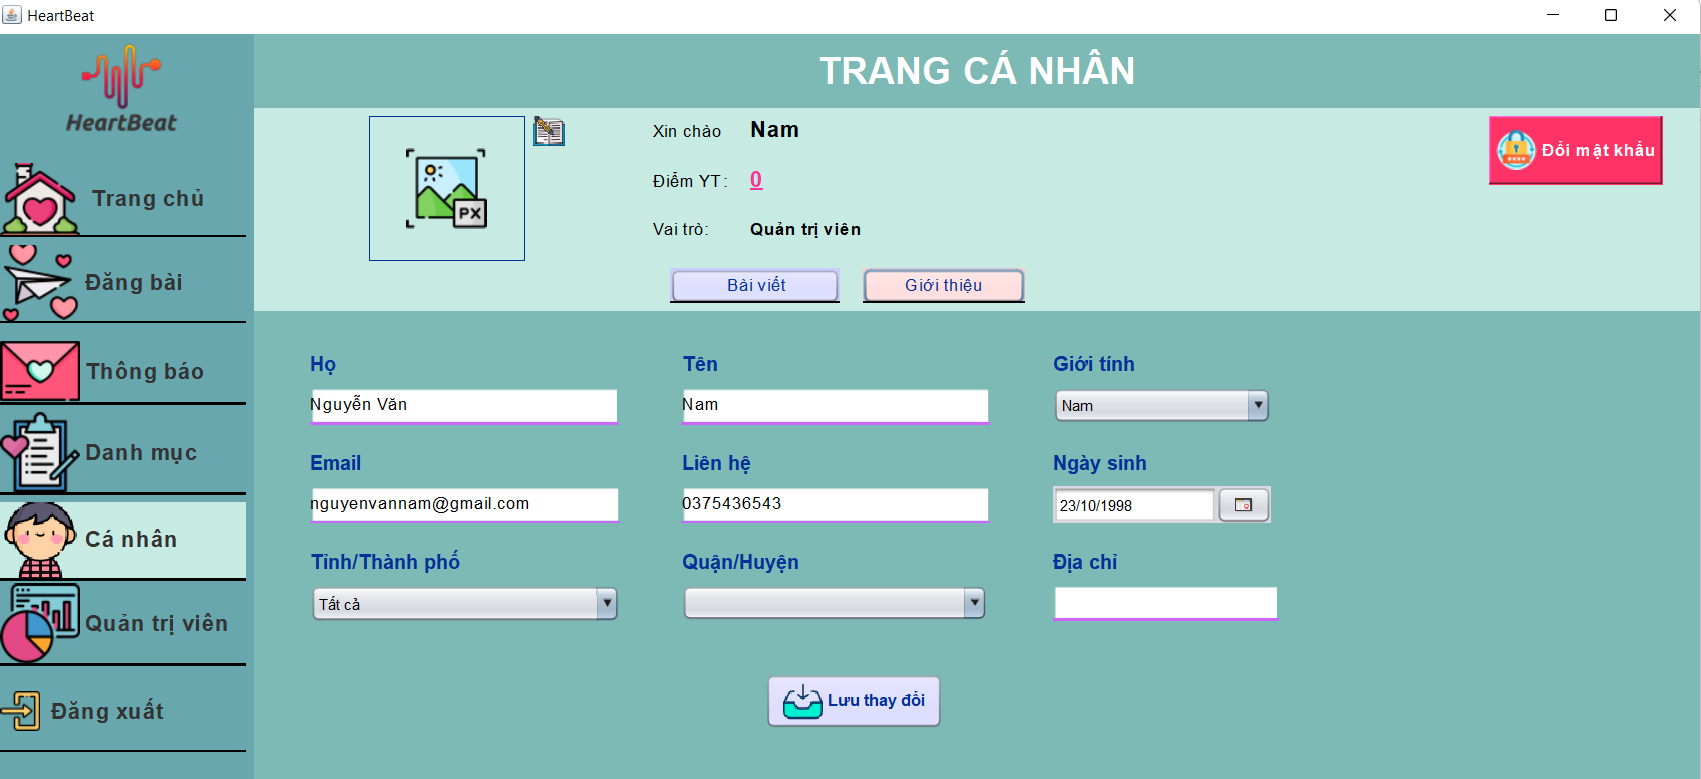 HeartBeat
HeartBeat
Trang chủ
Đăng bài
Thông báo
Danh mục
Cá nhân
Quản trị viên
Đăng xuất
TRANG CÁ NHÂN
PX
Xin chào Nam
Điểm YT: 0
Vai trò: Quản trị viên
Đổi mật khẩu
Bài viết Giới thiệu
Họ Tên Giới tính
Nguyễn Văn Nam Nam
Email Liên hệ Ngày sinh
nguyenvannam@gmail.com 0375436543 23/10/1998
Tỉnh/Thành phố Quận/Huyện Địa chỉ
Tất cả
Lưu thay đổi